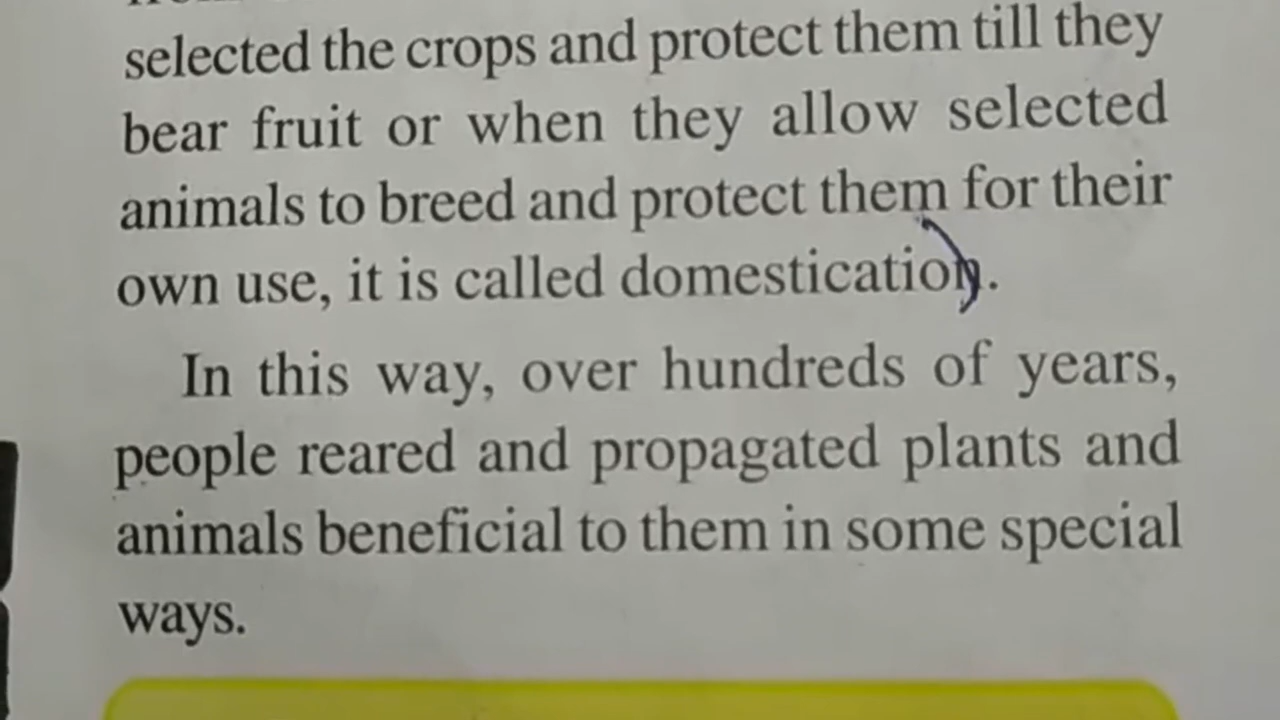 selected the crops and protect them till they
bear fruit or when they allow selected
animals to breed and protect them for their
own use, it is called domestication.
In this way, over hundreds of years,
people reared and propagated plants and
animals beneficial to them in some special
ways.